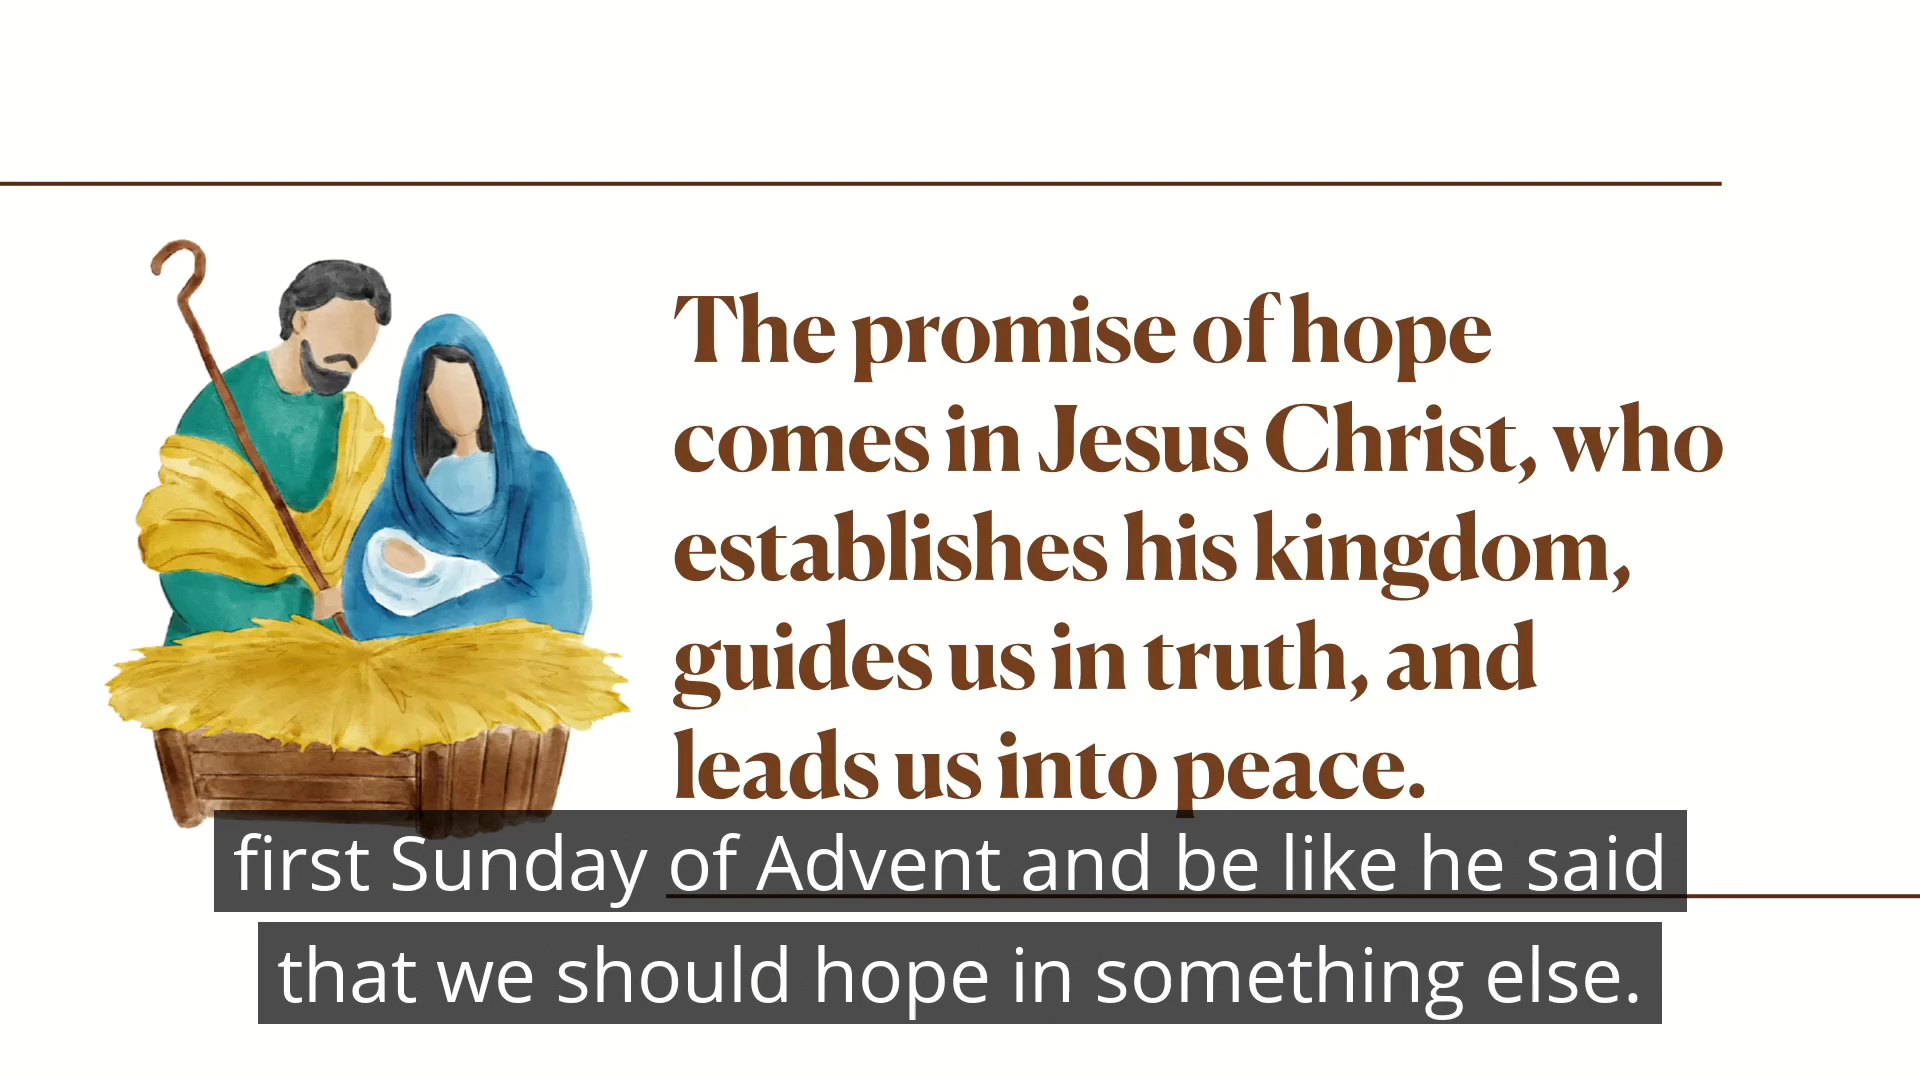 The promise of hope
comes in Jesus Christ, who
establishes his kingdom,
guides us in truth, and
leads us into peace.
first Sunday of Advent and be like he said
that we should hope in something else.